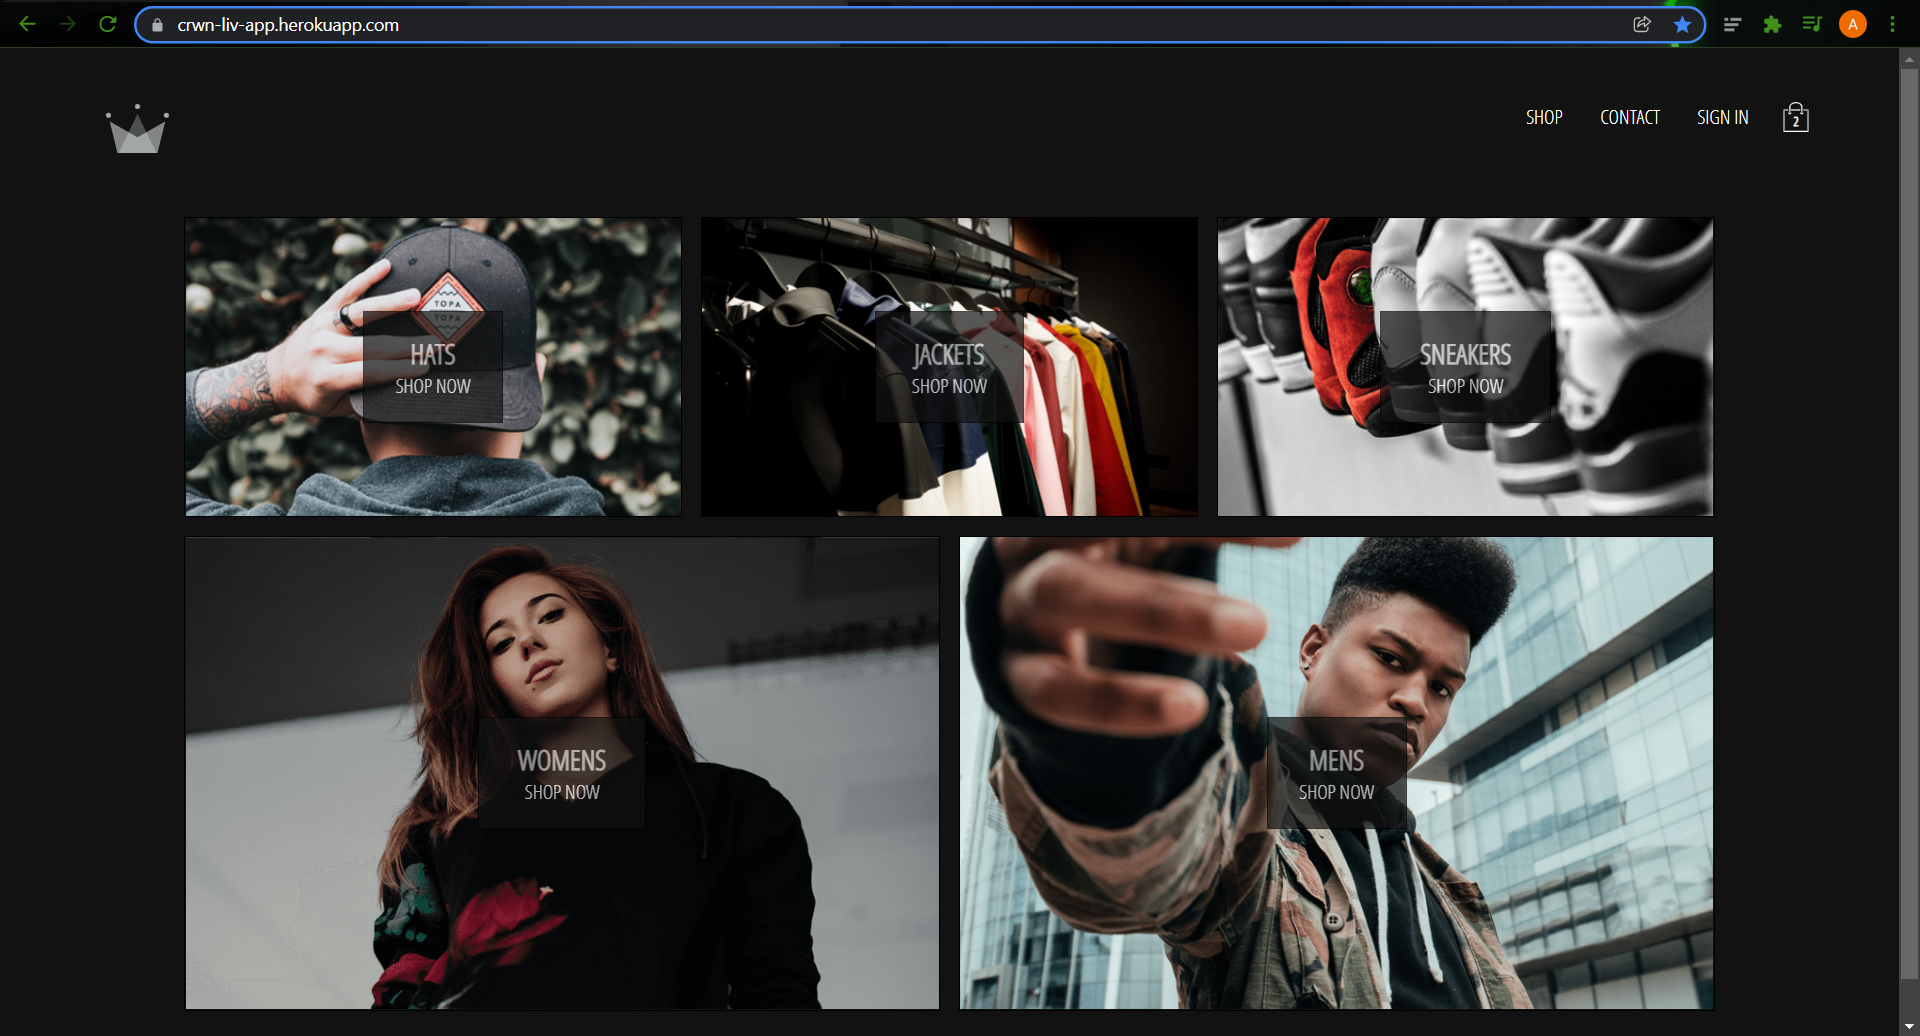 crwn-liv-app.herokuapp.com
A
SHOP
CONTACT
SIGN IN
2
TOPA
TOPA
HATS
SHOP NOW
JACKETS
SHOP NOW
SNEAKERS
SHOP NOW
WOMENS
SHOP NOW
MENS
SHOP NOW